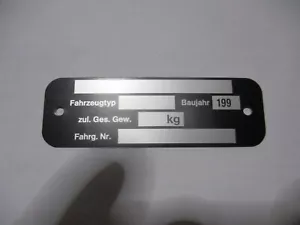 Fahrzeugtyp Baujahr 199
zul. Ges. Gew. kg
Fahrg. Nr.